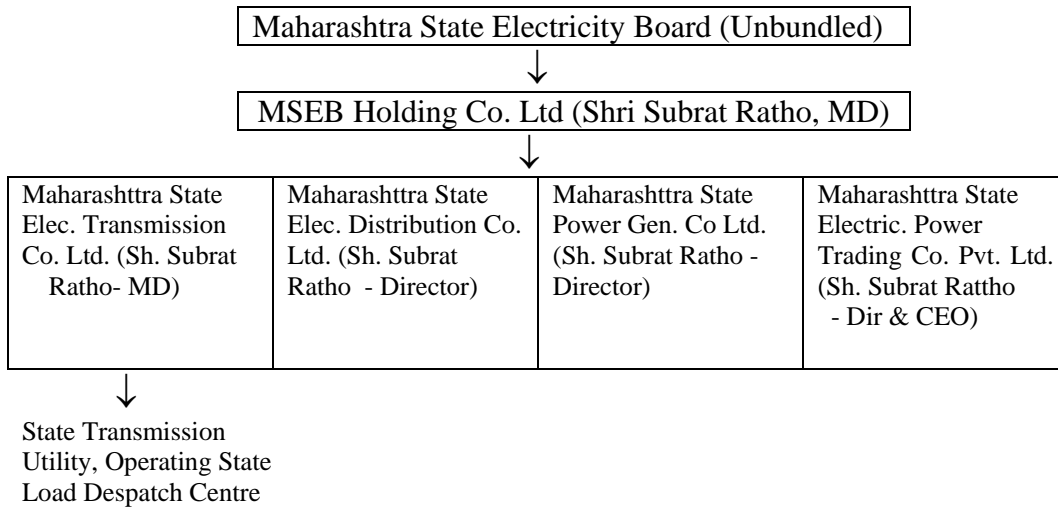 Maharashtra State Electricity Board (Unbundled)
MSEB Holding Co. Ltd (Shri Subrat Ratho, MD)
Maharashttra State
Elec. Transmission
Co. Ltd. (Sh. Subrat
Ratho- MD)
Maharashttra State
Elec. Distribution Co.
Ltd. (Sh. Subrat
Ratho - Director)
Maharashttra State
Power Gen. Co Ltd.
(Sh. Subrat Ratho -
Director)
Maharashttra State
Electric. Power
Trading Co. Pvt. Ltd.
(Sh. Subrat Rattho
- Dir & CEO)
State Transmission
Utility, Operating State
Load Despatch Centre